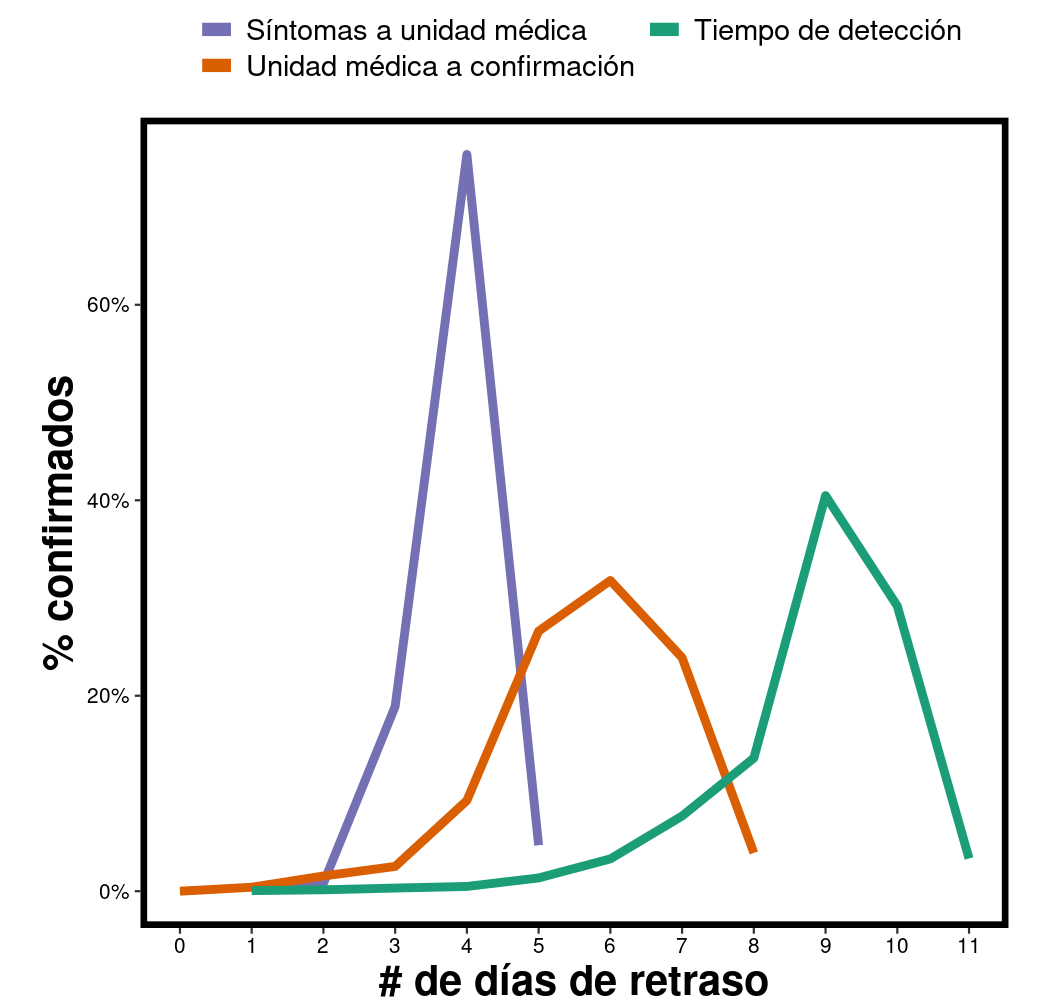 Síntomas a unidad médica
Tiempo de detección
Unidad médica a confirmación
% confirmados
60%
40%
20%
0%
0 1 2 3 4 5 6 7 8 9 10 11
# de días de retraso